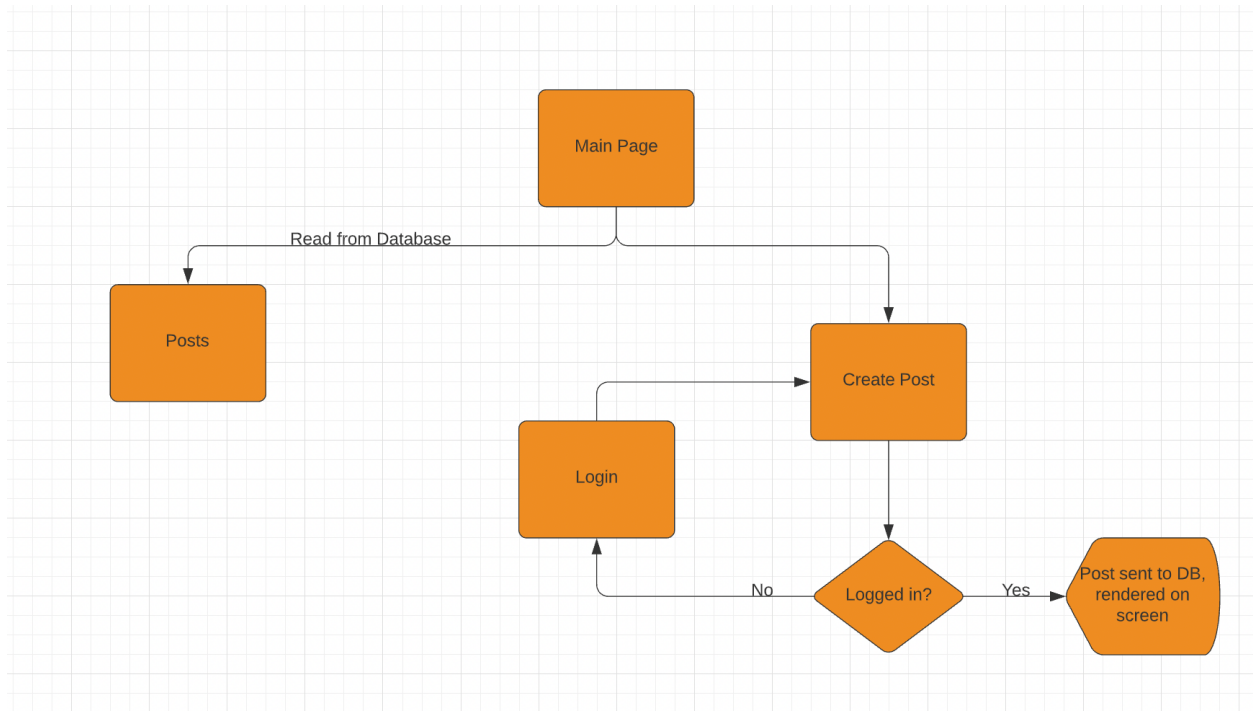 Main Page
Read from Database
Posts
Create Post
Login
No
Logged in?
Yes
Post sent to DB,
rendered on
screen